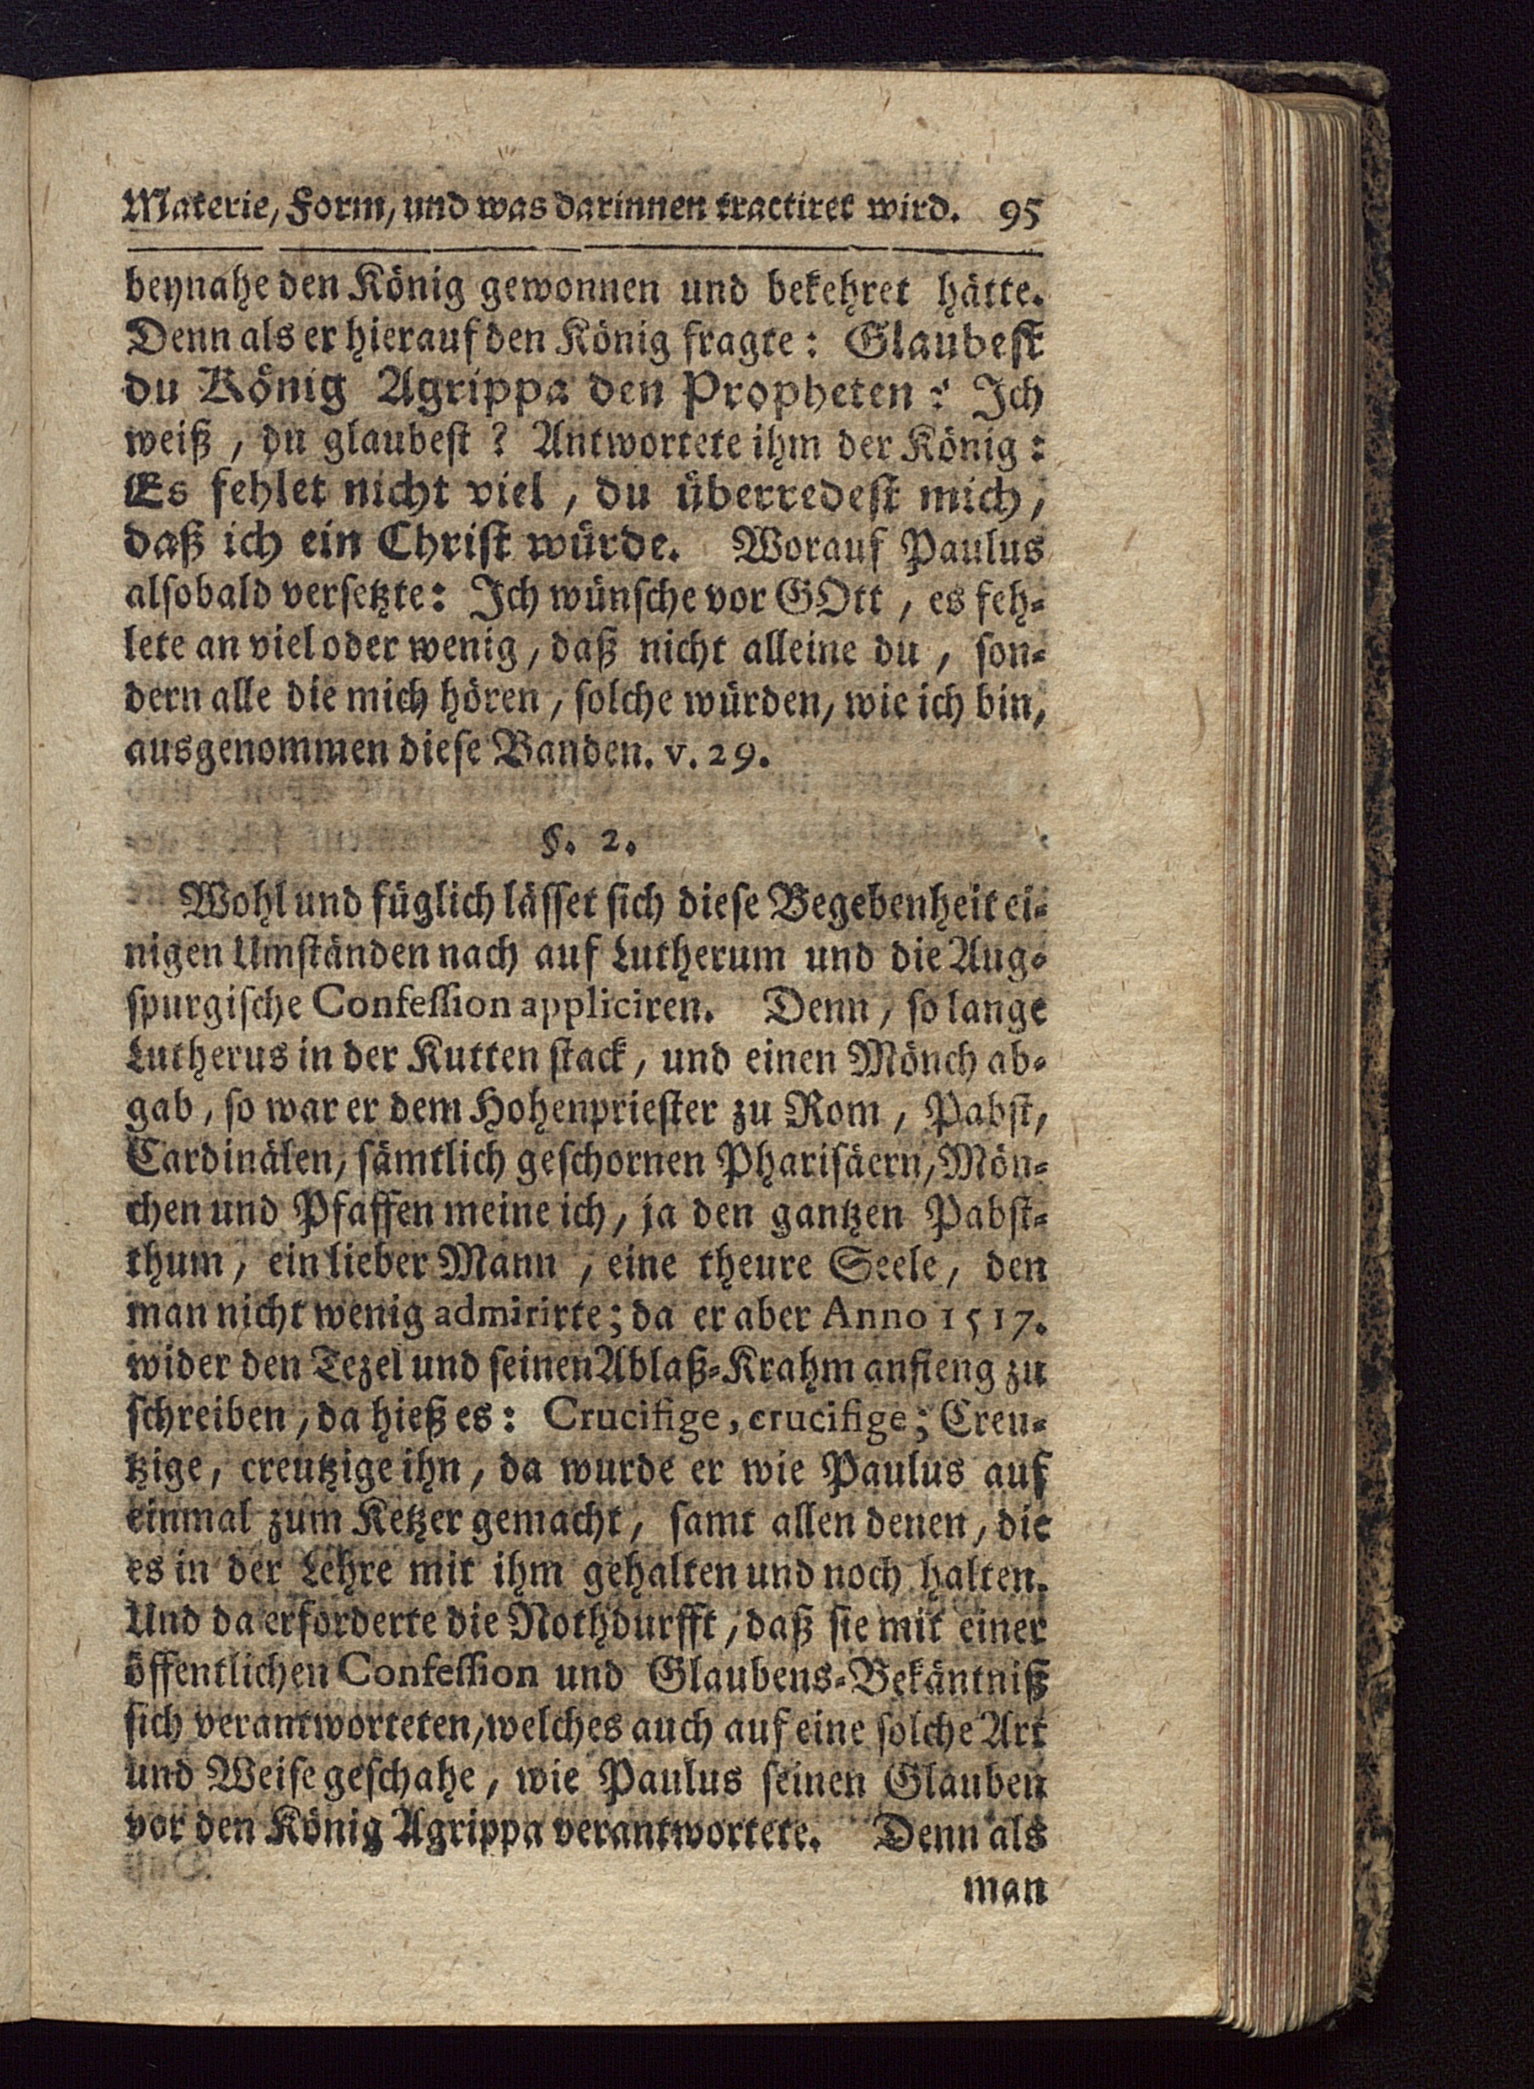 Materie, Form, und was darinnen tractiret wird. 95
beynahe den König gewonnen und bekehret hätte.
Denn als er hierauf den König fragte: Glaubest
du König Agrippa den Propheten? Ich
weiß, du glaubest? Antwortete ihm der König:
Es fehlet nicht viel, du überredest mich,
daß ich ein Christ würde. Worauf Paulus
alsobald versetzte: Ich wünsche vor GOtt, es feh-
lete an viel oder wenig, daß nicht alleine du, son-
dern alle die mich hören, solche würden, wie ich bin,
ausgenommen diese Banden. v. 29.
§. 2.
Wohl und füglich lässet sich diese Begebenheit ei-
nigen Umständen nach auf Lutherum und die Aug-
spurgische Confession appliciren. Denn, so lange
Lutherus in der Kutten stack, und einen Mönch ab-
gab, so war er dem Hohenpriester zu Rom, Pabst,
Cardinälen, sämtlich geschornen Pharisäern, Mön-
chen und Pfaffen meine ich, ja den gantzen Pabst-
thum, ein lieber Mann, eine theure Seele, den
man nicht wenig admirirte; da er aber Anno 1517.
wider den Tezel und seinen Ablaß-Krahm anfieng zu
schreiben, da hieß es: Crucifige, crucifige; Creu-
tzige, creutzige ihn, da wurde er wie Paulus auf
einmal zum Ketzer gemacht, samt allen denen, die
es in der Lehre mit ihm gehalten und noch halten.
Und da erforderte die Nothdurfft, daß sie mit einer
öffentlichen Confession und Glaubens-Bekäntniß
sich verantworteten, welches auch auf eine solche Art
und Weise geschahe, wie Paulus seinen Glauben
vor den König Agrippa verantwortete. Denn als
man